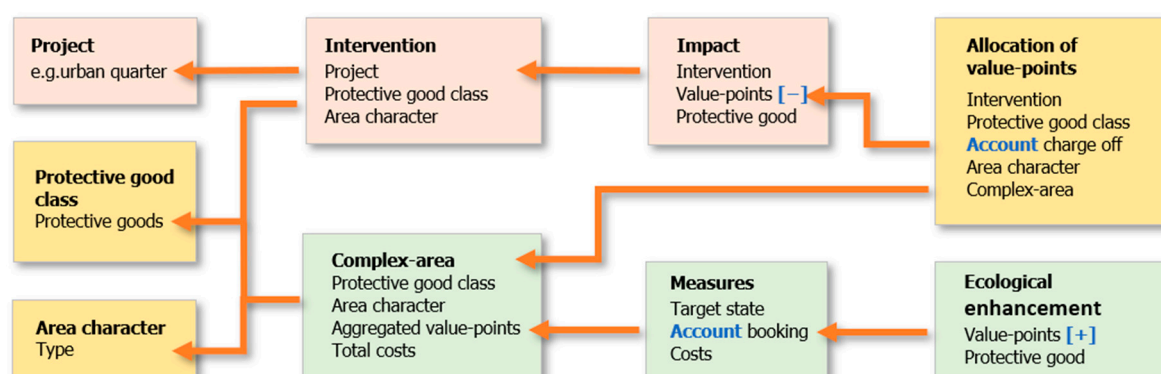 Project
e.g.urban quarter
Intervention
Project
Protective good class
Area character
Impact
Intervention
Value-points [−]
Protective good
Allocation of
value-points
Intervention
Protective good class
Account charge off
Area character
Complex-area
Protective good
class
Protective goods
Area character
Type
Complex-area
Protective good class
Area character
Aggregated value-points
Total costs
Measures
Target state
Account booking
Costs
Ecological
enhancement
Value-points [+]
Protective good